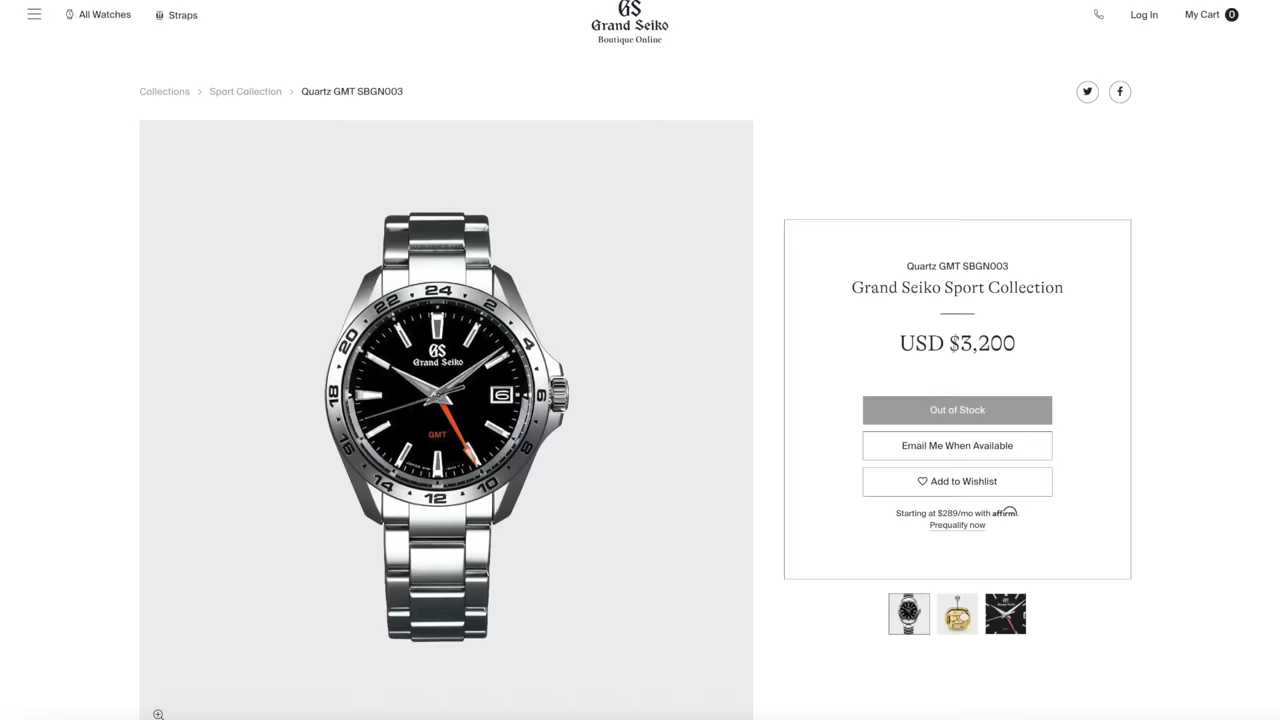 All Watches
Straps
GS
Grand Seiko
Boutique Online
Log In
My Cart 0
Collections > Sport Collection > Quartz GMT SBGN003
24
2
4
6
8
10
12
14
16
18
20
22
GS
Grand Seiko
6
GMT
Quartz GMT SBGN003
Grand Seiko Sport Collection
USD $3,200
Out of Stock
Email Me When Available
Add to Wishlist
Starting at $289/mo with affirm.
Prequalify now